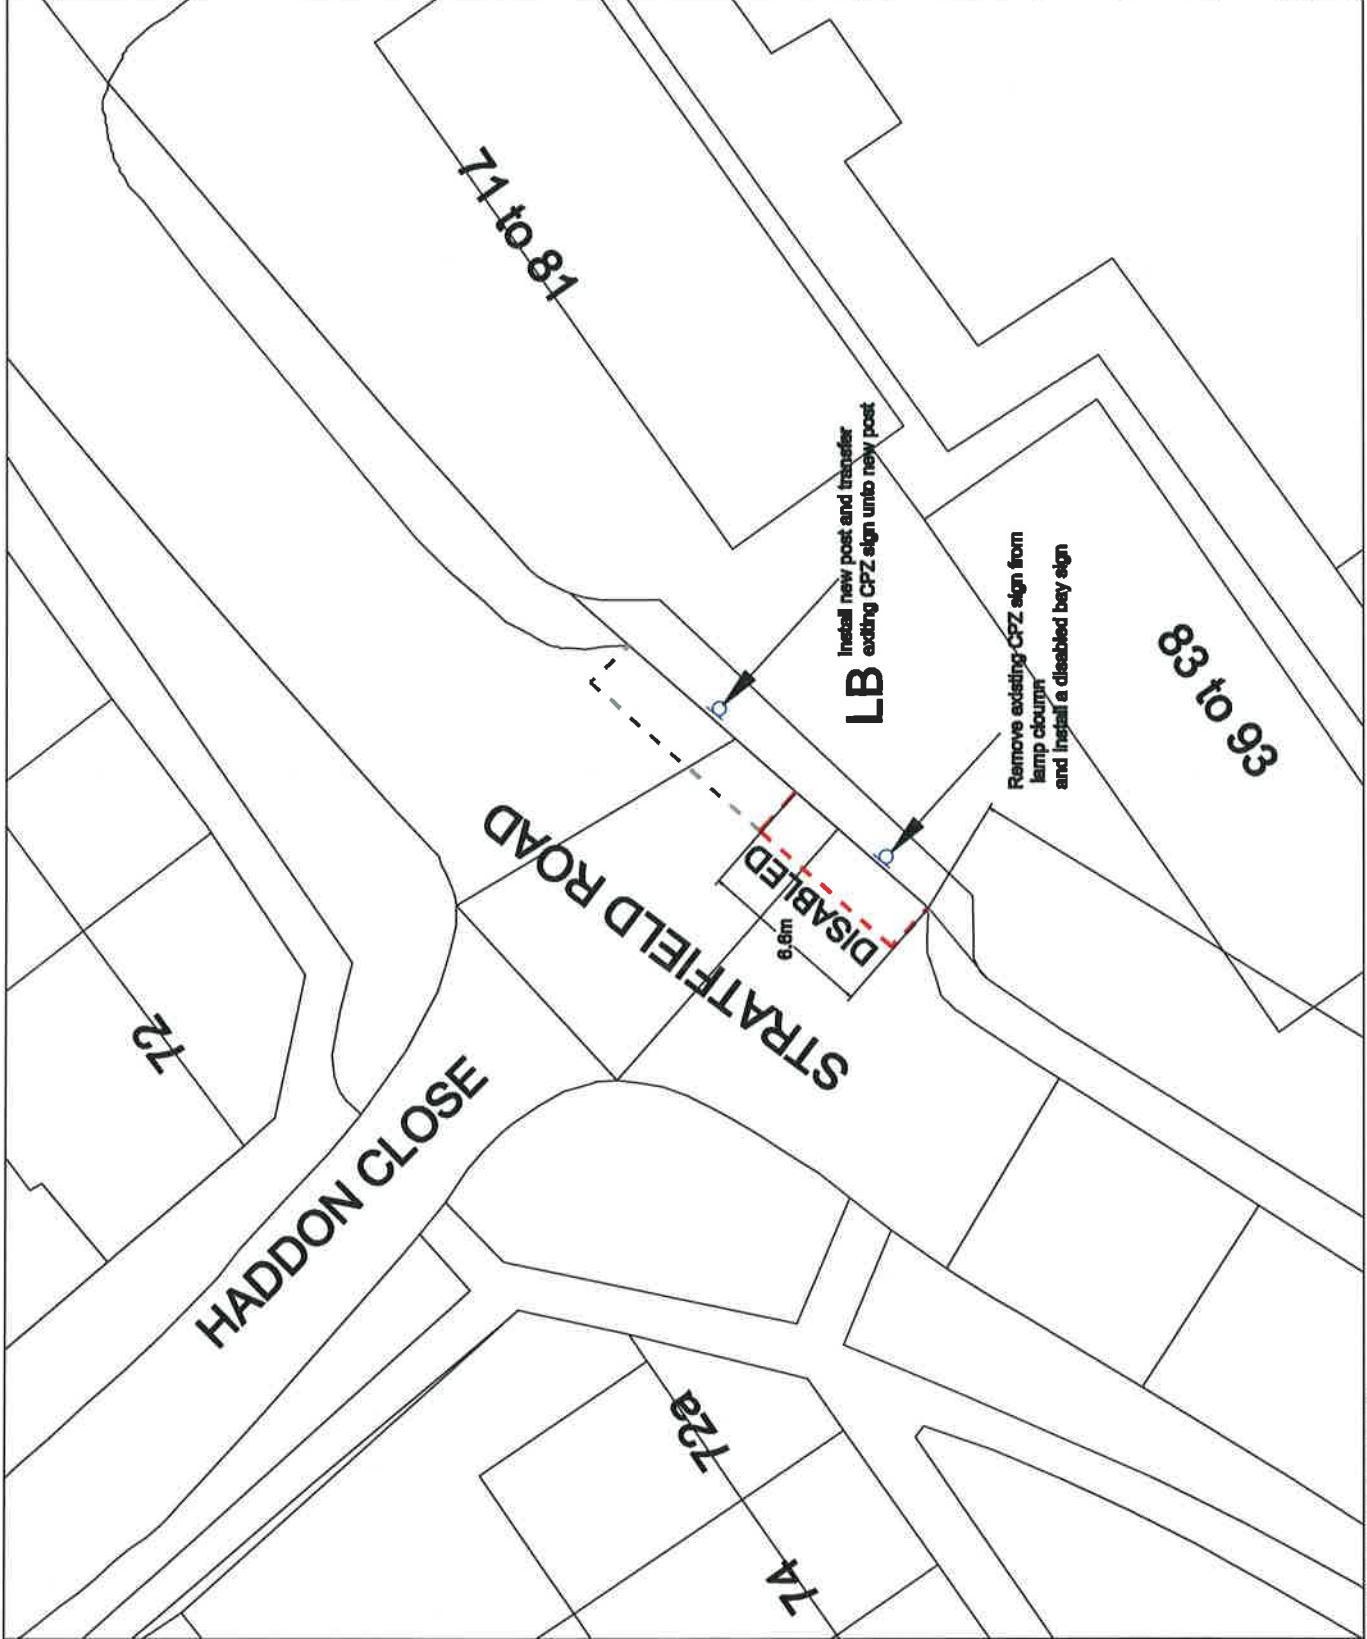 71 to 81
Install new post and transfer
exiting CPZ sign unto new post
LB
Remove existing CPZ sign from
lamp cloumn
and install a disabled bay sign
83 to 93
STRATFIELD ROAD
DISABLED
6.6m
72
HADDON CLOSE
72a
74